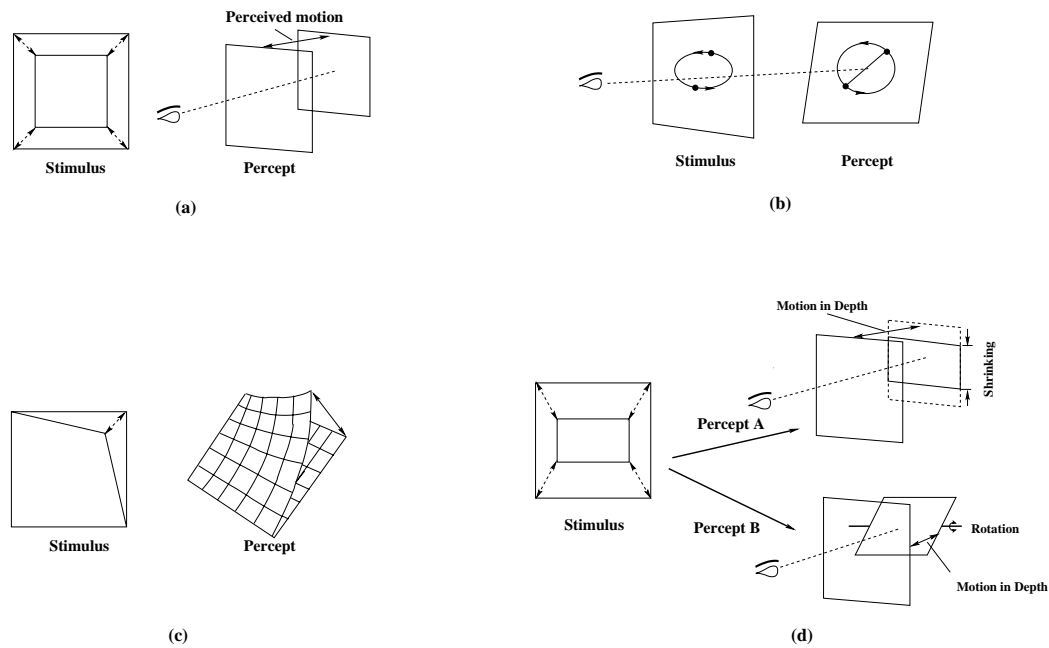 Perceived motion
Stimulus
Percept
(a)
Stimulus
Percept
(b)
Stimulus
Percept
(c)
Motion in Depth
Shrinking
Percept A
Stimulus
Percept B
Rotation
Motion in Depth
(d)